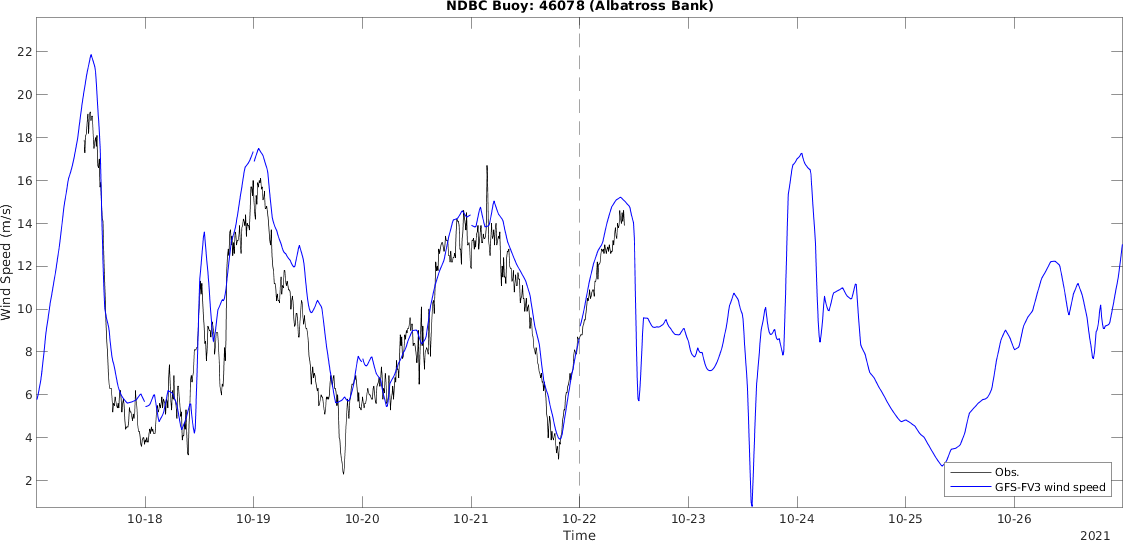 NDBC Buoy: 46078 (Albatross Bank)
22
20
18
16
14
12
10
8
6
4
2
Wind Speed (m/s)
10-18 10-19 10-20 10-21 10-22 10-23 10-24 10-25 10-26
Time
2021
Obs.
GFS-FV3 wind speed